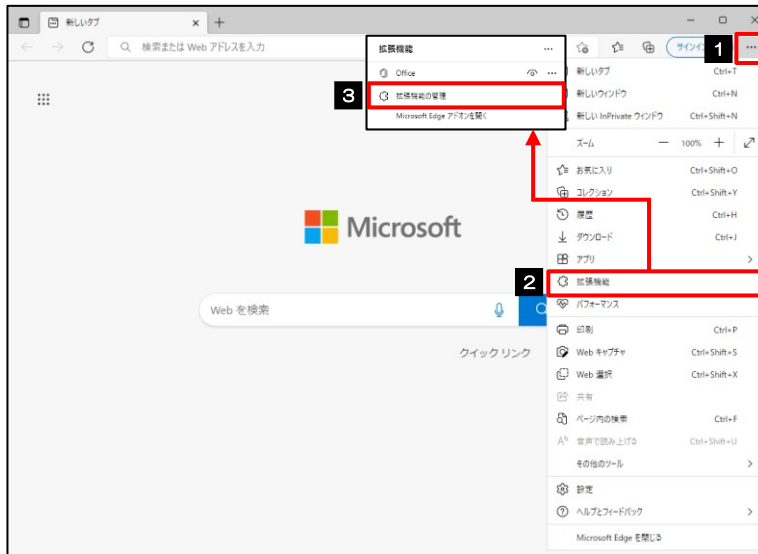 新しいタブ
検索または Web アドレスを入力
サインイ
1
拡張機能
Office
3
拡張機能の管理
Microsoft Edge アドオンを開く
新しいタブ Ctrl+T
新しいウィンドウ Ctrl+N
新しい InPrivate ウィンドウ Ctrl+Shift+N
ズーム 100%
お気に入り Ctrl+Shift+O
コレクション Ctrl+Shift+Y
履歴 Ctrl+H
ダウンロード Ctrl+J
アプリ
2
拡張機能
パフォーマンス
印刷 Ctrl+P
Web キャプチャ Ctrl+Shift+S
Web 選択 Ctrl+Shift+X
共有
ページ内の検索 Ctrl+F
音声で読み上げる Ctrl+Shift+U
その他のツール
設定
ヘルプとフィードバック
Microsoft Edge を閉じる
Microsoft
Web を検索
クイック リンク